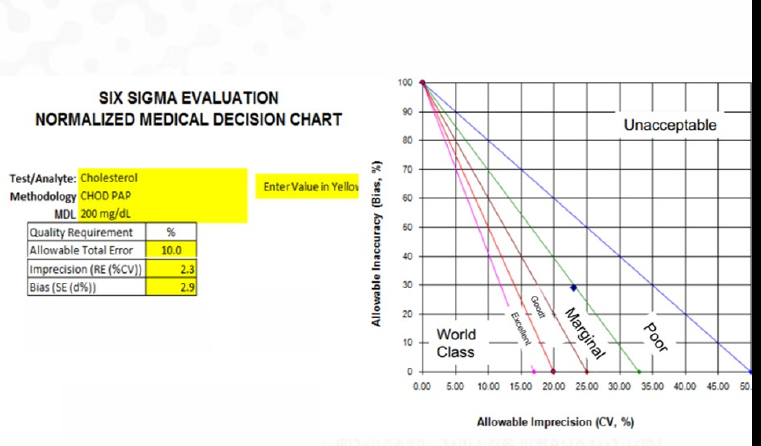 SIX SIGMA EVALUATION
NORMALIZED MEDICAL DECISION CHART
Test/Analyte: Cholesterol
Methodology CHOD PAP
MDL 200 mg/dL
Enter Value in Yellow
Quality Requirement %
Allowable Total Error 10.0
Imprecision (RE (%CV)) 2.3
Bias (SE (d%)) 2.9
Allowable Inaccuracy (Bias, %)
100
90
80
70
60
50
40
30
20
10
0
Unacceptable
World
Class
Excellent
Good!
Marginal
Poor
0.00 5.00 10.00 15.00 20.00 25.00 30.00 35.00 40.00 45.00 50.
Allowable Imprecision (CV, %)